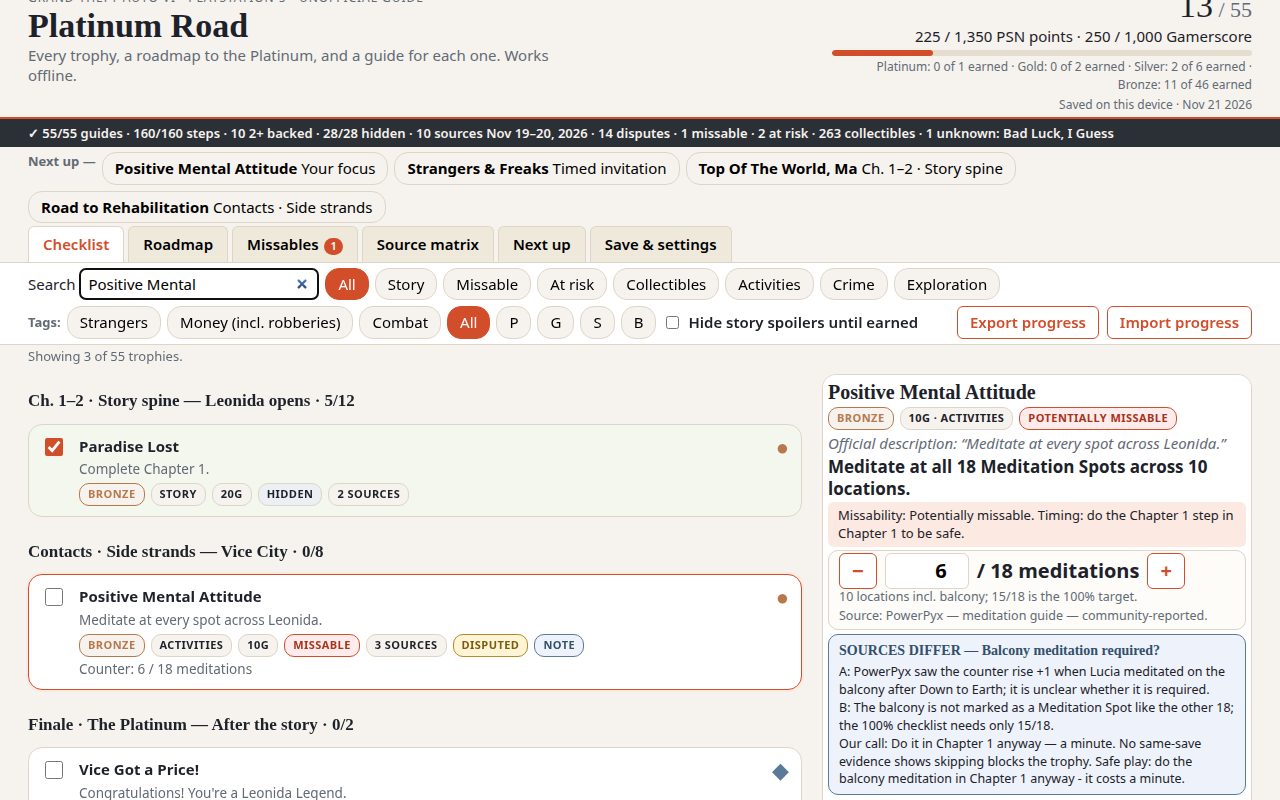 Platinum Road
Every trophy, a roadmap to the Platinum, and a guide for each one. Works
offline.
13 / 55
225 / 1,350 PSN points · 250 / 1,000 Gamerscore
Platinum: 0 of 1 earned · Gold: 0 of 2 earned · Silver: 2 of 6 earned ·
Bronze: 11 of 46 earned
Saved on this device · Nov 21 2026
✓ 55/55 guides · 160/160 steps · 10 2+ backed · 28/28 hidden · 10 sources Nov 19–20, 2026 · 14 disputes · 1 missable · 2 at risk · 263 collectibles · 1 unknown: Bad Luck, I Guess
Next up — Positive Mental Attitude Your focus Strangers & Freaks Timed invitation Top Of The World, Ma Ch. 1–2 · Story spine
Road to Rehabilitation Contacts · Side strands
Checklist Roadmap Missables 1 Source matrix Next up Save & settings
Search Positive Mental × All Story Missable At risk Collectibles Activities Crime Exploration
Tags: Strangers Money (incl. robberies) Combat All P G S B Hide story spoilers until earned Export progress Import progress
Showing 3 of 55 trophies.
Ch. 1–2 · Story spine — Leonida opens · 5/12
Paradise Lost
Complete Chapter 1.
BRONZE STORY 20G HIDDEN 2 SOURCES
Contacts · Side strands — Vice City · 0/8
Positive Mental Attitude
Meditate at every spot across Leonida.
BRONZE ACTIVITIES 10G MISSABLE 3 SOURCES DISPUTED NOTE
Counter: 6 / 18 meditations
Finale · The Platinum — After the story · 0/2
Vice Got a Price!
Congratulations! You're a Leonida Legend.
Positive Mental Attitude
BRONZE 10G · ACTIVITIES POTENTIALLY MISSABLE
Official description: “Meditate at every spot across Leonida.”
Meditate at all 18 Meditation Spots across 10
locations.
Missability: Potentially missable. Timing: do the Chapter 1 step in
Chapter 1 to be safe.
− 6 / 18 meditations +
10 locations incl. balcony; 15/18 is the 100% target.
Source: PowerPyx — meditation guide — community-reported.
SOURCES DIFFER — Balcony meditation required?
A: PowerPyx saw the counter rise +1 when Lucia meditated on the
balcony after Down to Earth; it is unclear whether it is required.
B: The balcony is not marked as a Meditation Spot like the other 18;
the 100% checklist needs only 15/18.
Our call: Do it in Chapter 1 anyway — a minute. No same-save
evidence shows skipping blocks the trophy. Safe play: do the
balcony meditation in Chapter 1 anyway - it costs a minute.